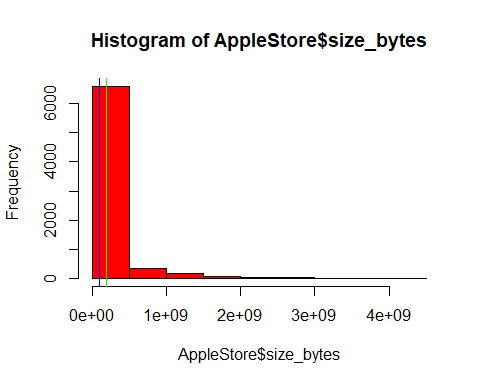 Histogram of AppleStore$size_bytes
Frequency
6000
4000
2000
0
0e+00 1e+09 2e+09 3e+09 4e+09
AppleStore$size_bytes